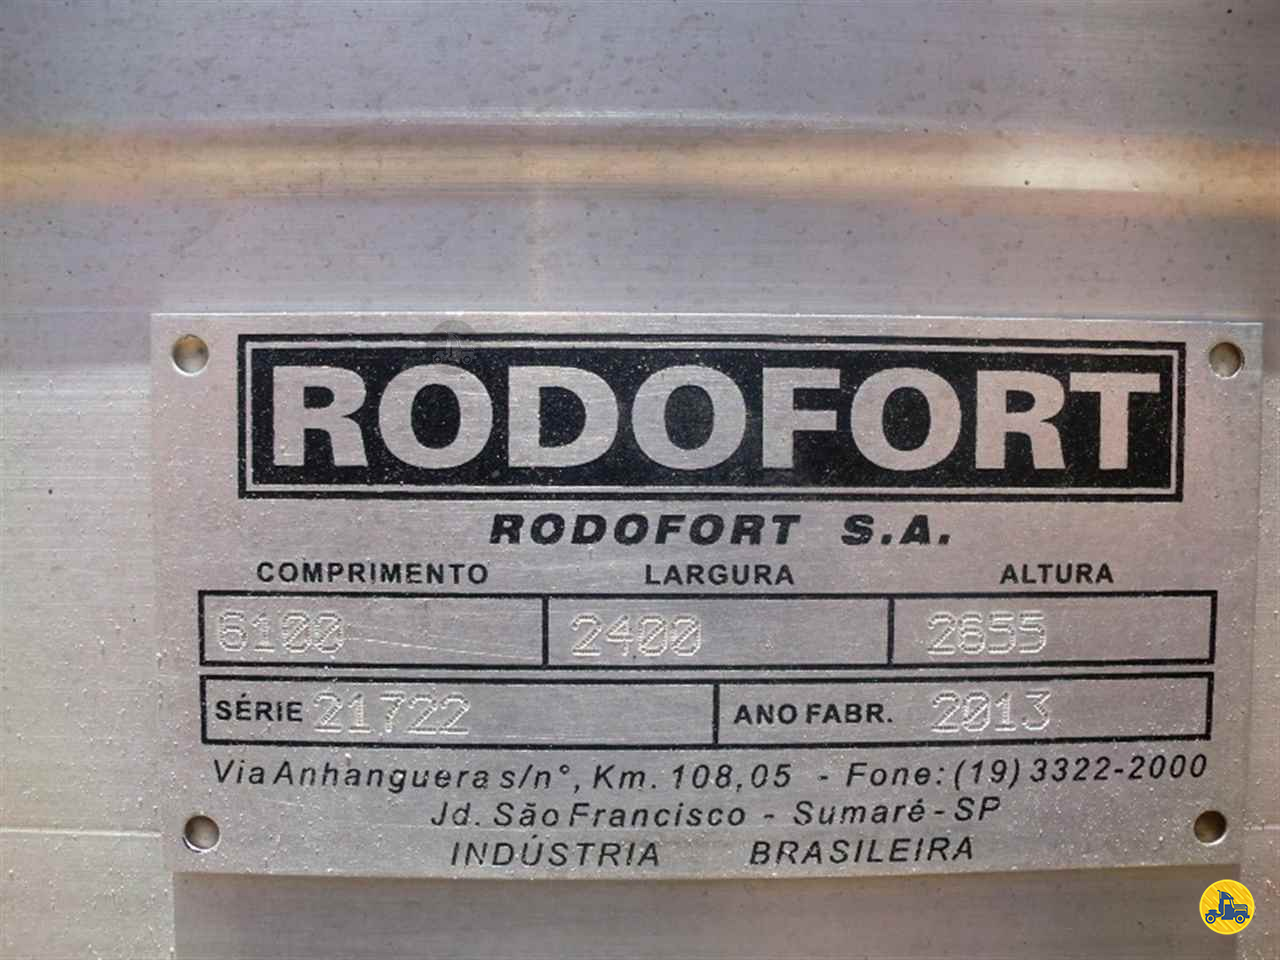 RODOFORT
RODOFORT S.A.
COMPRIMENTO LARGURA ALTURA
6100 2400 2655
SÉRIE 21722 ANO FABR. 2013
Via Anhanguera s/n°, Km. 108,05 - Fone: (19) 3322-2000
Jd. São Francisco - Sumaré - SP
INDÚSTRIA BRASILEIRA